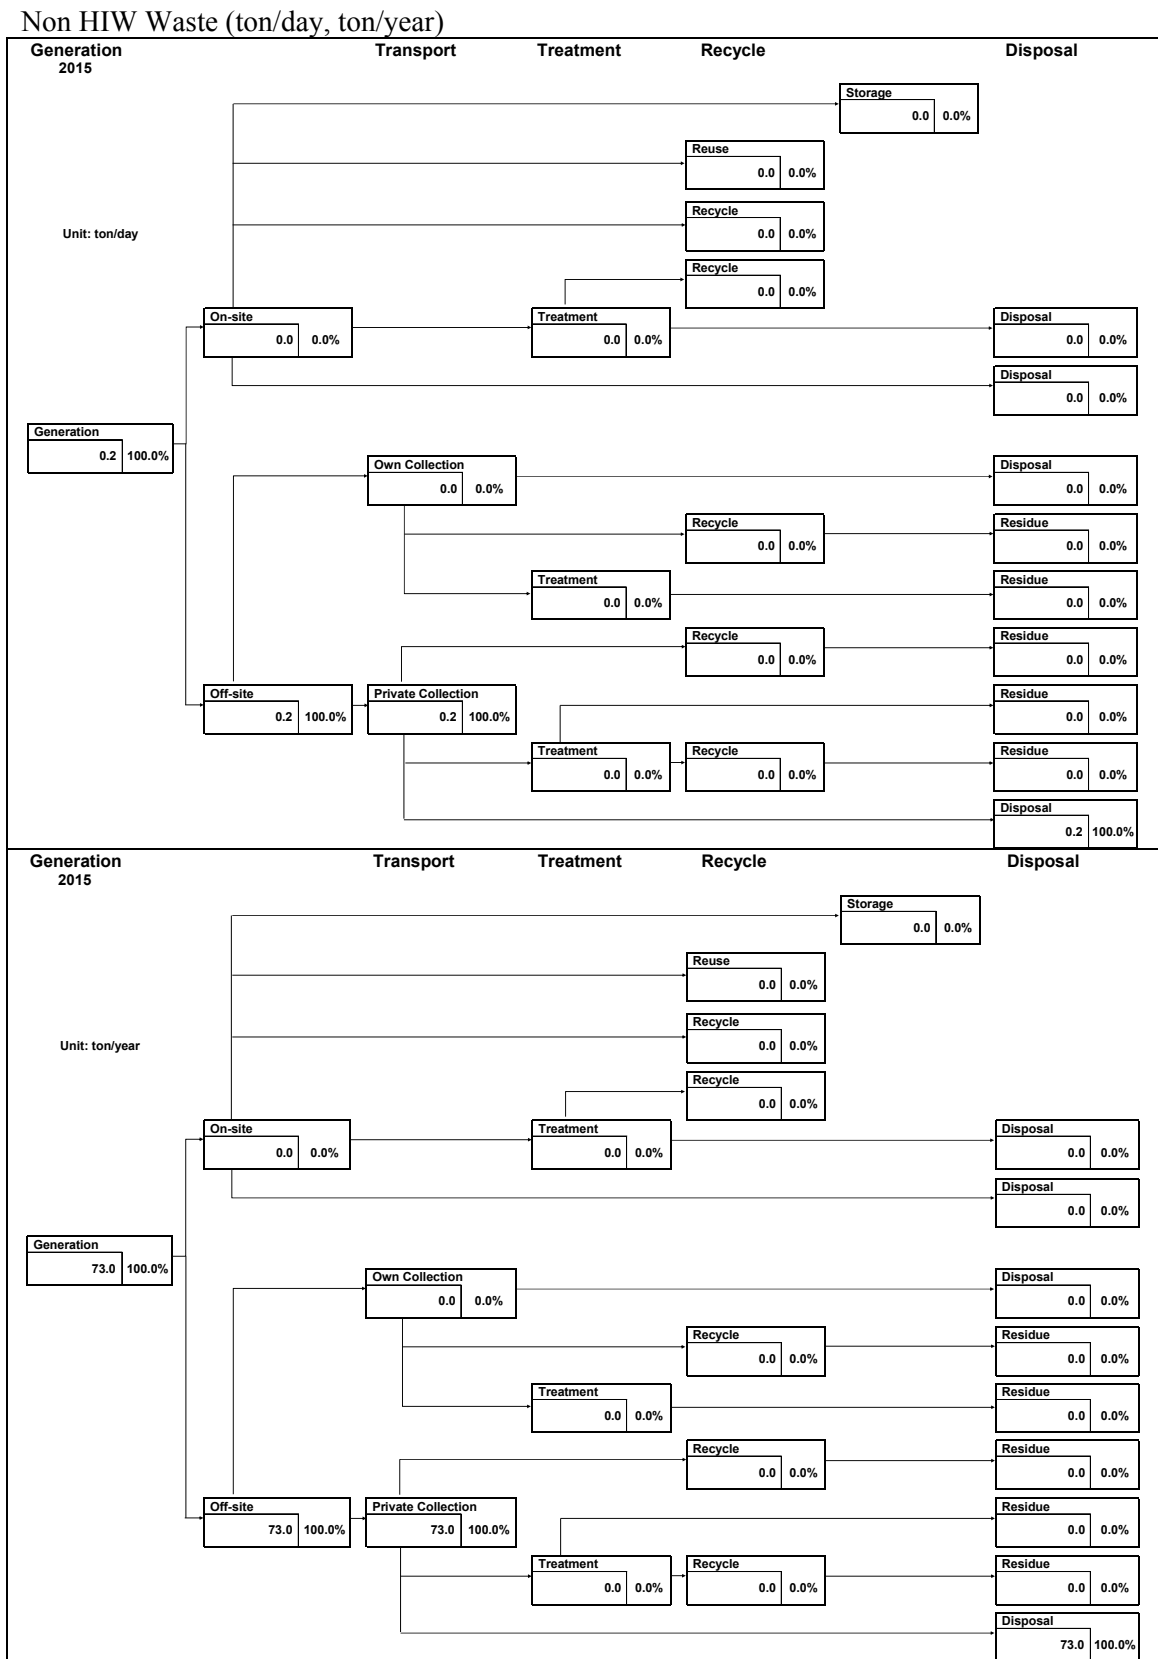 Non HIW Waste (ton/day, ton/year)
Generation Transport Treatment Recycle Disposal
2015
Storage
0.0 0.0%
Reuse
0.0 0.0%
Recycle
0.0 0.0%
Unit: ton/day
Recycle
0.0 0.0%
On-site Treatment Disposal
0.0 0.0% 0.0 0.0% 0.0 0.0%
Disposal
0.0 0.0%
Generation
0.2 100.0%
Own Collection Disposal
0.0 0.0% 0.0 0.0%
Recycle Residue
0.0 0.0% 0.0 0.0%
Treatment Residue
0.0 0.0% 0.0 0.0%
Recycle Residue
0.0 0.0% 0.0 0.0%
Off-site Private Collection Residue
0.2 100.0% 0.2 100.0% 0.0 0.0%
Treatment Recycle Residue
0.0 0.0% 0.0 0.0% 0.0 0.0%
Disposal
0.2 100.0%
Generation Transport Treatment Recycle Disposal
2015
Storage
0.0 0.0%
Reuse
0.0 0.0%
Recycle
0.0 0.0%
Unit: ton/year
Recycle
0.0 0.0%
On-site Treatment Disposal
0.0 0.0% 0.0 0.0% 0.0 0.0%
Disposal
0.0 0.0%
Generation
73.0 100.0%
Own Collection Disposal
0.0 0.0% 0.0 0.0%
Recycle Residue
0.0 0.0% 0.0 0.0%
Treatment Residue
0.0 0.0% 0.0 0.0%
Recycle Residue
0.0 0.0% 0.0 0.0%
Off-site Private Collection Residue
73.0 100.0% 73.0 100.0% 0.0 0.0%
Treatment Recycle Residue
0.0 0.0% 0.0 0.0% 0.0 0.0%
Disposal
73.0 100.0%